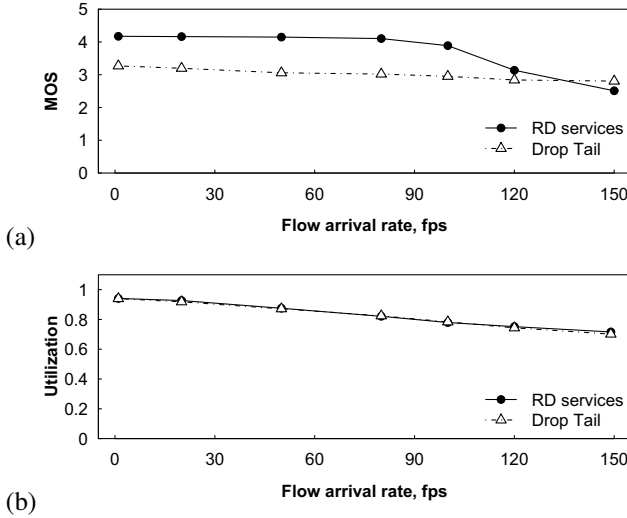 5
4
3
2
1
0
MOS
RD services
Drop Tail
0 30 60 90 120 150
Flow arrival rate, fps
(a)
1
0.8
0.6
0.4
0.2
0
Utilization
RD services
Drop Tail
0 30 60 90 120 150
Flow arrival rate, fps
(b)